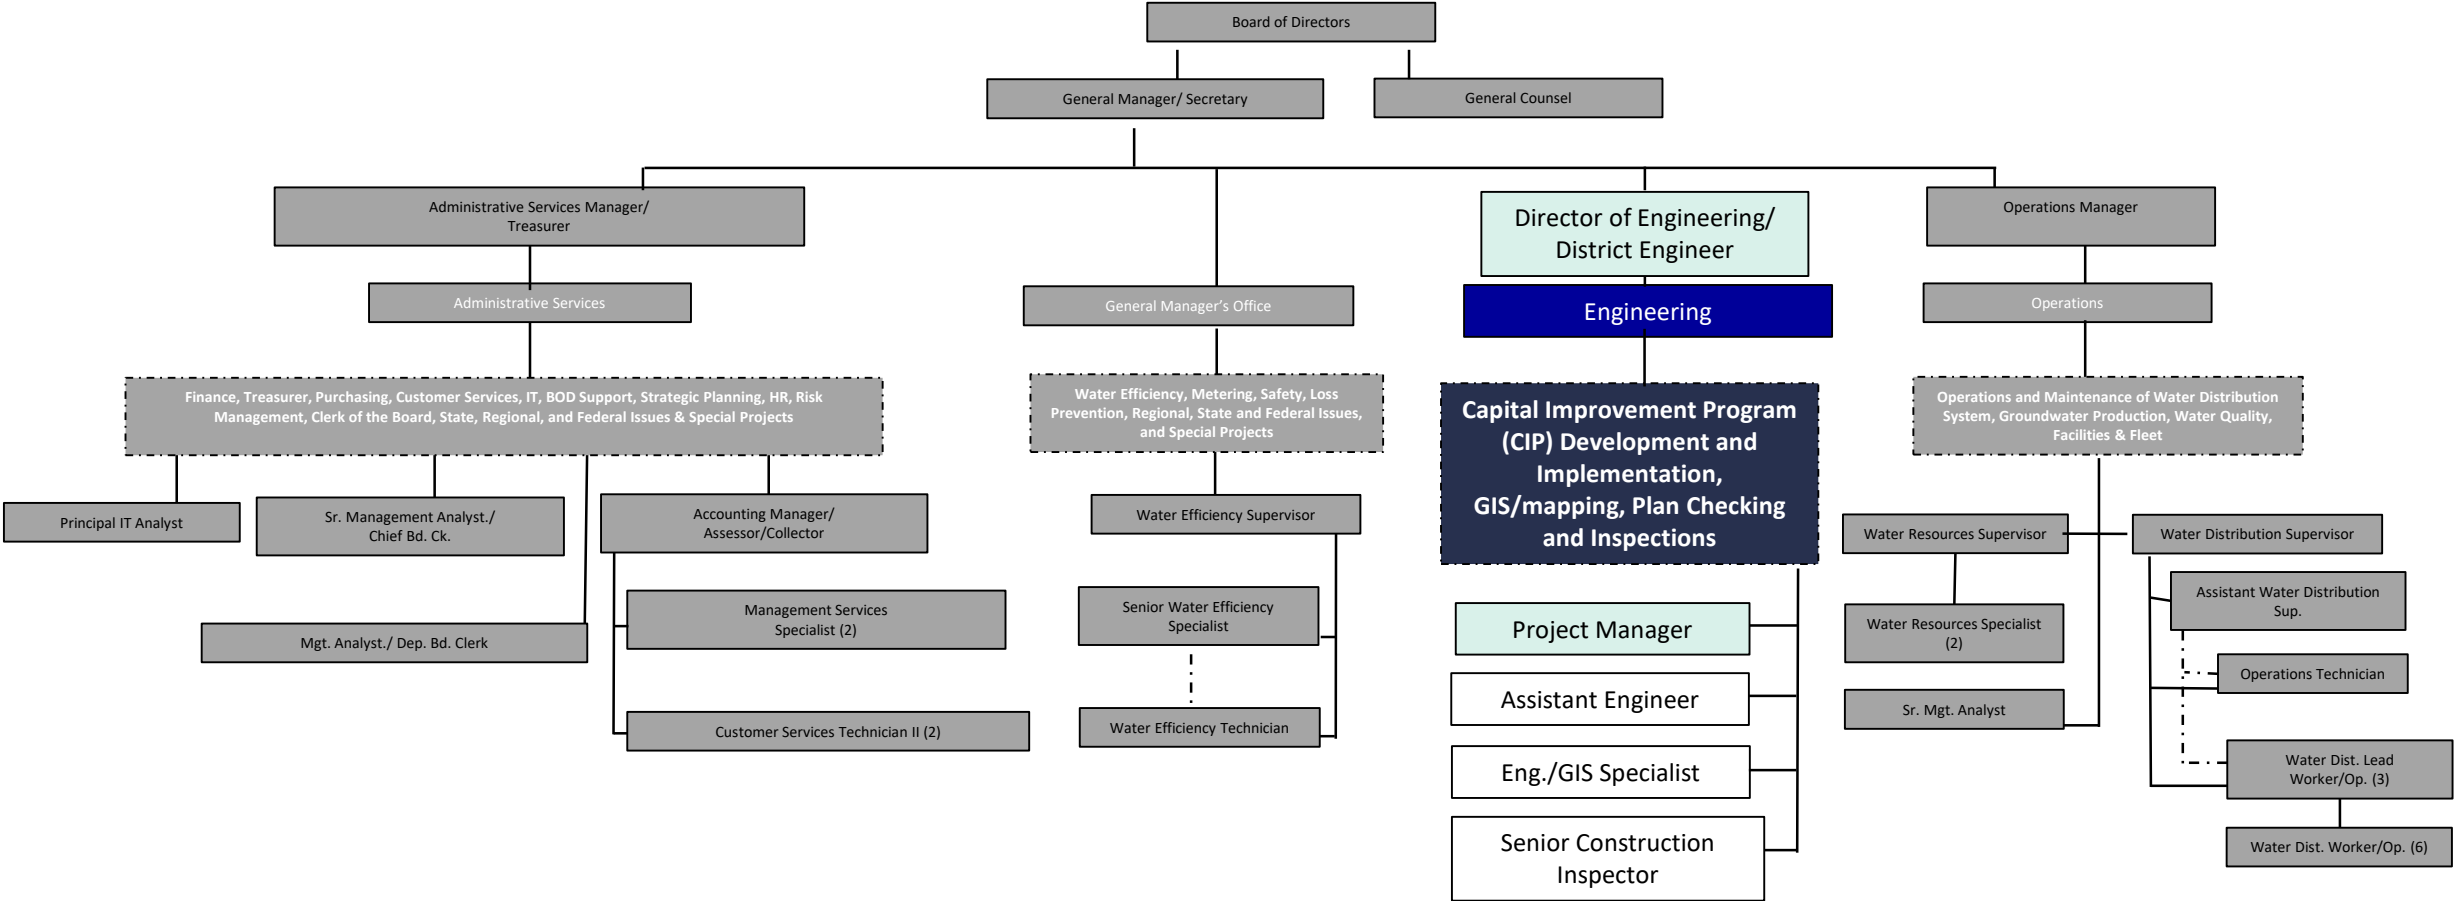 Board of Directors
General Manager/ Secretary
General Counsel
Administrative Services Manager/
Treasurer
Administrative Services
Finance, Treasurer, Purchasing, Customer Services, IT, BOD Support, Strategic Planning, HR, Risk
Management, Clerk of the Board, State, Regional, and Federal Issues & Special Projects
Principal IT Analyst
Sr. Management Analyst./
Chief Bd. Ck.
Accounting Manager/
Assessor/Collector
Management Services
Specialist (2)
Mgt. Analyst./ Dep. Bd. Clerk
Customer Services Technician II (2)
General Manager’s Office
Water Efficiency, Metering, Safety, Loss
Prevention, Regional, State and Federal Issues,
and Special Projects
Water Efficiency Supervisor
Senior Water Efficiency
Specialist
Water Efficiency Technician
Director of Engineering/
District Engineer
Engineering
Capital Improvement Program
(CIP) Development and
Implementation,
GIS/mapping, Plan Checking
and Inspections
Project Manager
Assistant Engineer
Eng./GIS Specialist
Senior Construction
Inspector
Operations Manager
Operations
Operations and Maintenance of Water Distribution
System, Groundwater Production, Water Quality,
Facilities & Fleet
Water Resources Supervisor
Water Resources Specialist
(2)
Sr. Mgt. Analyst
Water Distribution Supervisor
Assistant Water Distribution
Sup.
Operations Technician
Water Dist. Lead
Worker/Op. (3)
Water Dist. Worker/Op. (6)